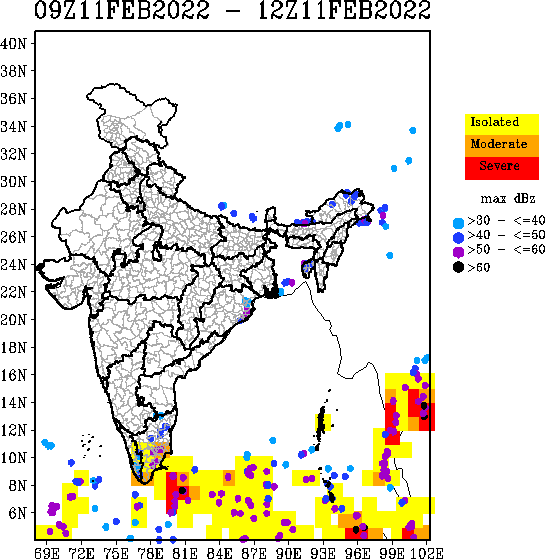 09Z11FEB2022 - 12Z11FEB2022
40N
38N
36N
34N
32N
30N
28N
26N
24N
22N
20N
18N
16N
14N
12N
10N
8N
6N
69E 72E 75E 78E 81E 84E 87E 90E 93E 96E 99E 102E
Isolated
Moderate
Severe
max dBz
>30 - <=40
>40 - <=50
>50 - <=60
>60